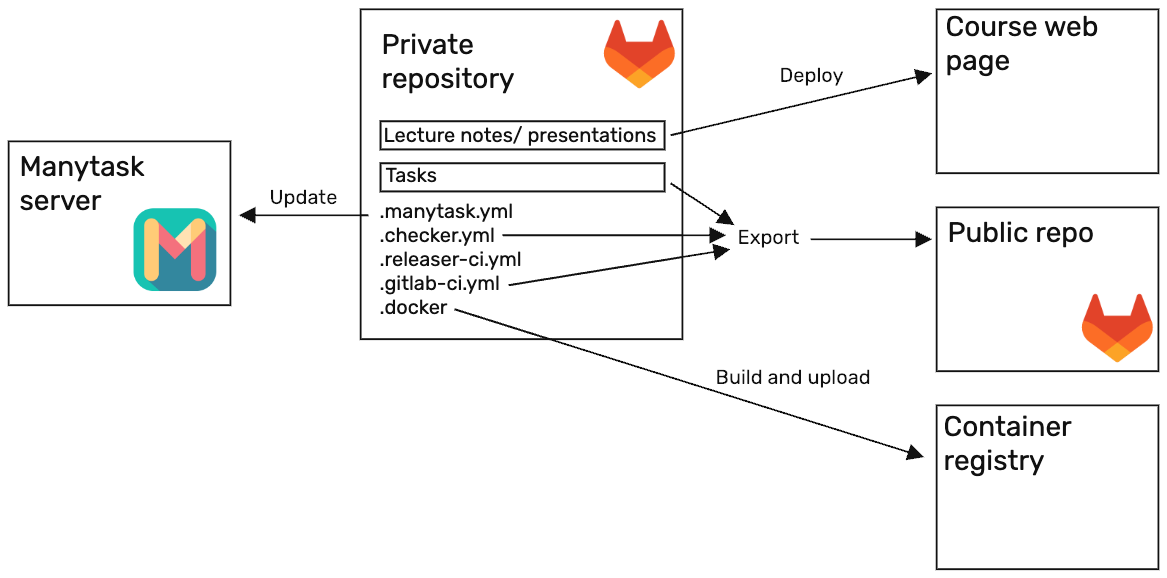 Manytask
server
Update
Private
repository
Lecture notes/ presentations
Tasks
.manytask.yml
.checker.yml
.releaser-ci.yml
.gitlab-ci.yml
.docker
Deploy
Export
Build and upload
Course web
page
Public repo
Container
registry